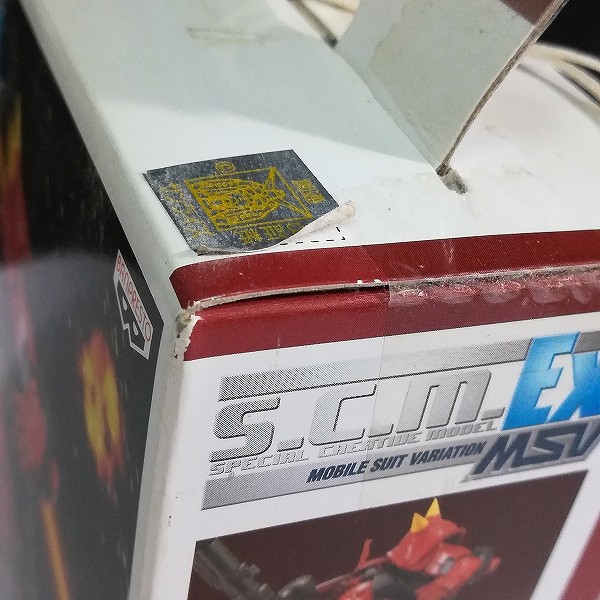 BANPRESTO
S.C.M.Ex
SPECIAL CREATIVE MODEL
MOBILE SUIT VARIATION MSV